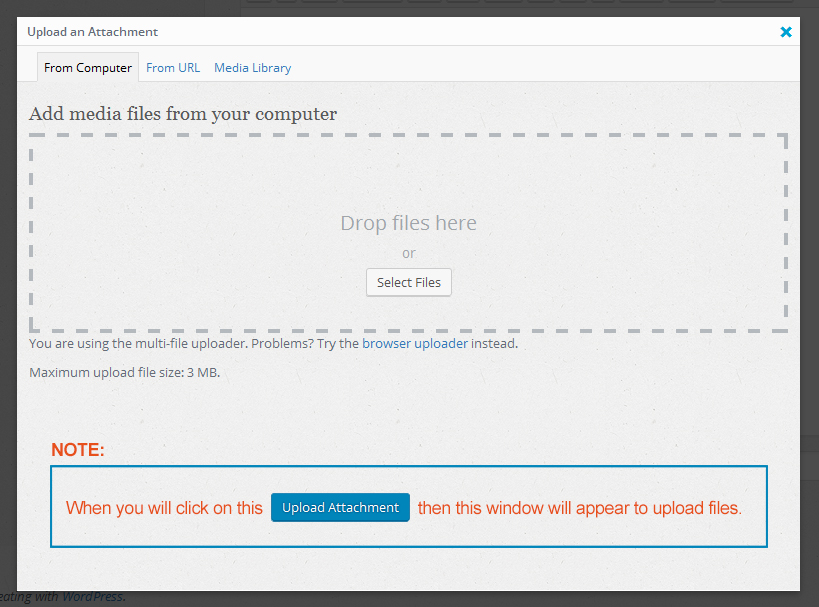 Upload an Attachment
From Computer From URL Media Library
Add media files from your computer
Drop files here
or
Select Files
You are using the multi-file uploader. Problems? Try the browser uploader instead.
Maximum upload file size: 3 MB.
NOTE:
When you will click on this Upload Attachment then this window will appear to upload files.
eating with WordPress.